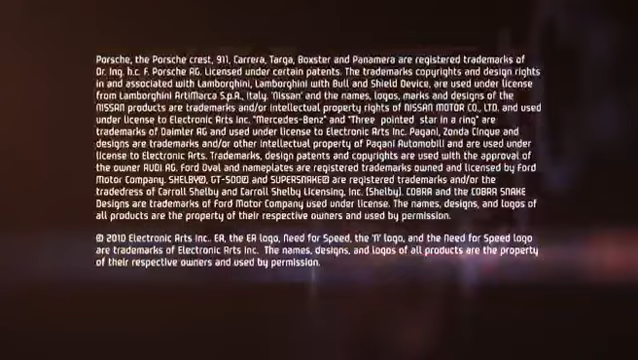 Porsche, the Porsche crest, 911, Carrera, Targa, Boxster and Panamera are registered trademarks of
Dr. Ing. h.c. F. Porsche AG. Licensed under certain patents. The trademarks copyrights and design rights
in and associated with Lamborghini, Lamborghini with Bull and Shield Device, are used under license
from Lamborghini ArtiMarca S.p.A., Italy. 'Nissan' and the names, logos, marks and designs of the
NISSAN products are trademarks and/or intellectual property rights of NISSAN MOTOR CO., LTD. and used
under license to Electronic Arts Inc. "Mercedes-Benz" and "Three pointed star in a ring" are
trademarks of Daimler AG and used under license to Electronic Arts Inc. Pagani, Zonda Cinque and
designs are trademarks and/or other intellectual property of Pagani Automobili and are used under
license to Electronic Arts. Trademarks, design patents and copyrights are used with the approval of
the owner AUDI AG. Ford Oval and nameplates are registered trademarks owned and licensed by Ford
Motor Company. SHELBY®, GT-500® and SUPERSNAKE® are registered trademarks and/or the
tradedress of Carroll Shelby and Carroll Shelby Licensing, Inc. (Shelby). COBRA and the COBRA SNAKE
Designs are trademarks of Ford Motor Company used under license. The names, designs, and logos of
all products are the property of their respective owners and used by permission.
© 2010 Electronic Arts Inc. EA, the EA logo, Need for Speed, the 'N' logo, and the Need for Speed logo
are trademarks of Electronic Arts Inc. The names, designs, and logos of all products are the property
of their respective owners and used by permission.